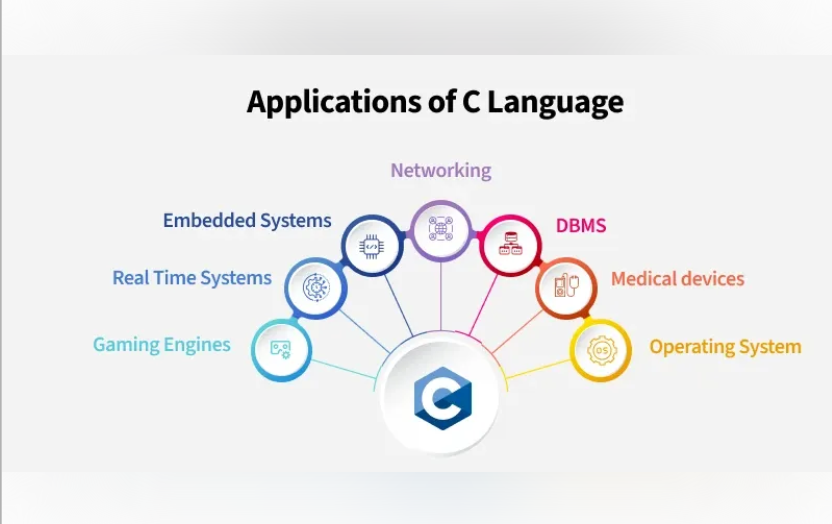 Applications of C Language
Networking
Embedded Systems
DBMS
Real Time Systems
Medical devices
Gaming Engines
Operating System
OS
C